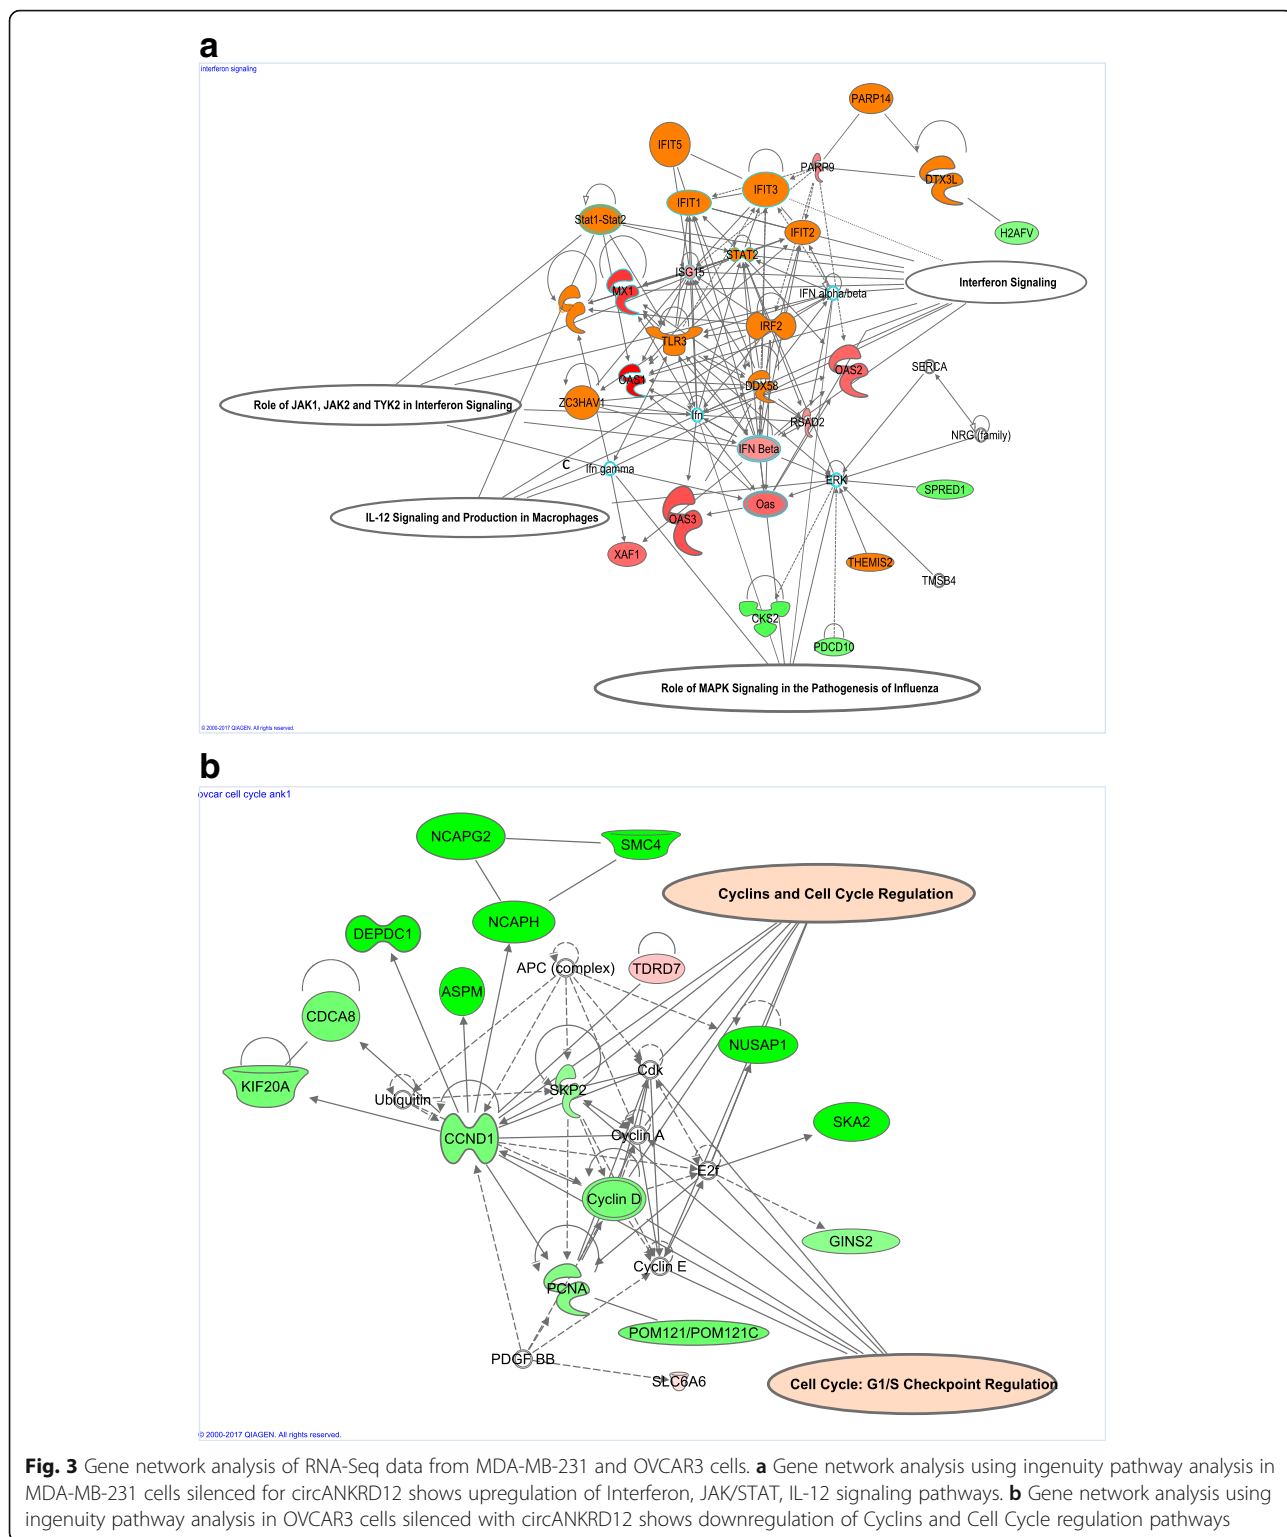 a
interferon signaling
PARP14
IFIT5
PARP9
DTX3L
IFIT3
IFIT1
Stat1-Stat2
IFIT2
H2AFV
STAT2
ISG15
Interferon Signaling
MX1
IFN alpha/beta
IRF2
TLR3
OAS2
SERCA
OAS1
DDX58
ZC3HAV1
Role of JAK1, JAK2 and TYK2 in Interferon Signaling
Ifn
RSAD2
NRG (family)
IFN Beta
C
Ifn gamma
ERK
SPRED1
Oas
IL-12 Signaling and Production in Macrophages
OAS3
XAF1
THEMIS2
TMSB4
CKS2
PDCD10
Role of MAPK Signaling in the Pathogenesis of Influenza
© 2000-2017 QIAGEN. All rights reserved.
b
ovcar cell cycle ank1
NCAPG2
SMC4
Cyclins and Cell Cycle Regulation
NCAPH
DEPDC1
APC (complex)
TDRD7
ASPM
CDCA8
NUSAP1
Cdk
KIF20A
SKP2
Ubiquitin
SKA2
CCND1
Cyclin A
E2f
Cyclin D
GINS2
Cyclin E
PCNA
POM121/POM121C
PDGF BB
SLC6A6
Cell Cycle: G1/S Checkpoint Regulation
© 2000-2017 QIAGEN. All rights reserved.
Fig. 3 Gene network analysis of RNA-Seq data from MDA-MB-231 and OVCAR3 cells. a Gene network analysis using ingenuity pathway analysis in
MDA-MB-231 cells silenced for circANKRD12 shows upregulation of Interferon, JAK/STAT, IL-12 signaling pathways. b Gene network analysis using
ingenuity pathway analysis in OVCAR3 cells silenced with circANKRD12 shows downregulation of Cyclins and Cell Cycle regulation pathways